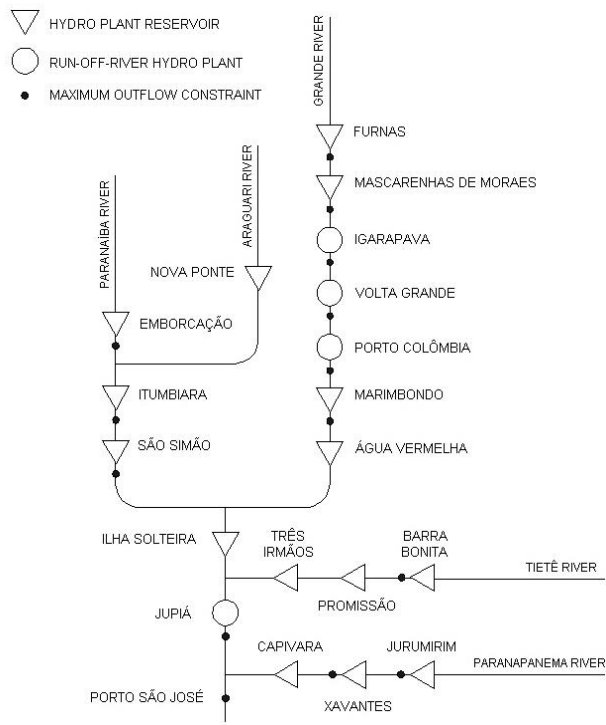 HYDRO PLANT RESERVOIR
RUN-OFF-RIVER HYDRO PLANT
MAXIMUM OUTFLOW CONSTRAINT
GRANDE RIVER
FURNAS
MASCARENHAS DE MORAES
IGARAPAVA
VOLTA GRANDE
PORTO COLÔMBIA
MARIMBONDO
ÁGUA VERMELHA
ARAGUARI RIVER
NOVA PONTE
PARANAÍBA RIVER
EMBORCAÇÃO
ITUMBIARA
SÃO SIMÃO
ILHA SOLTEIRA
TRÊS
IRMÃOS
BARRA
BONITA
TIETÊ RIVER
PROMISSÃO
JUPIÁ
CAPIVARA
JURUMIRIM
PARANAPANEMA RIVER
XAVANTES
PORTO SÃO JOSÉ